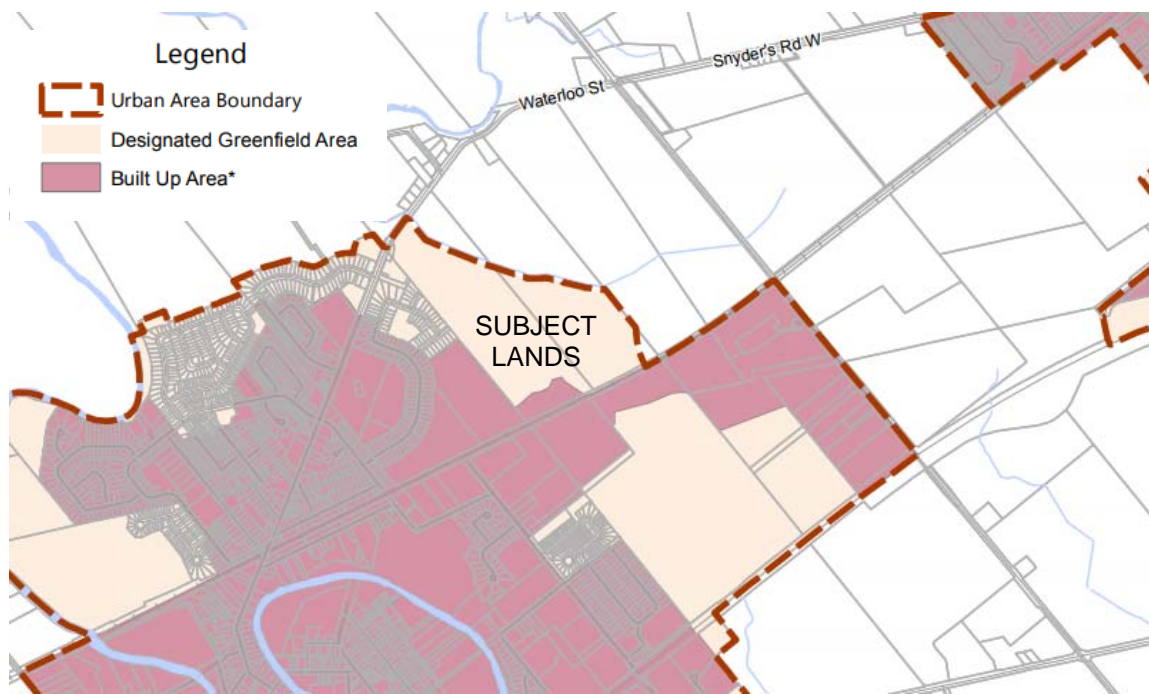 Legend
Urban Area Boundary
Designated Greenfield Area
Built Up Area*
Snyder's Rd W
Waterloo St
SUBJECT
LANDS